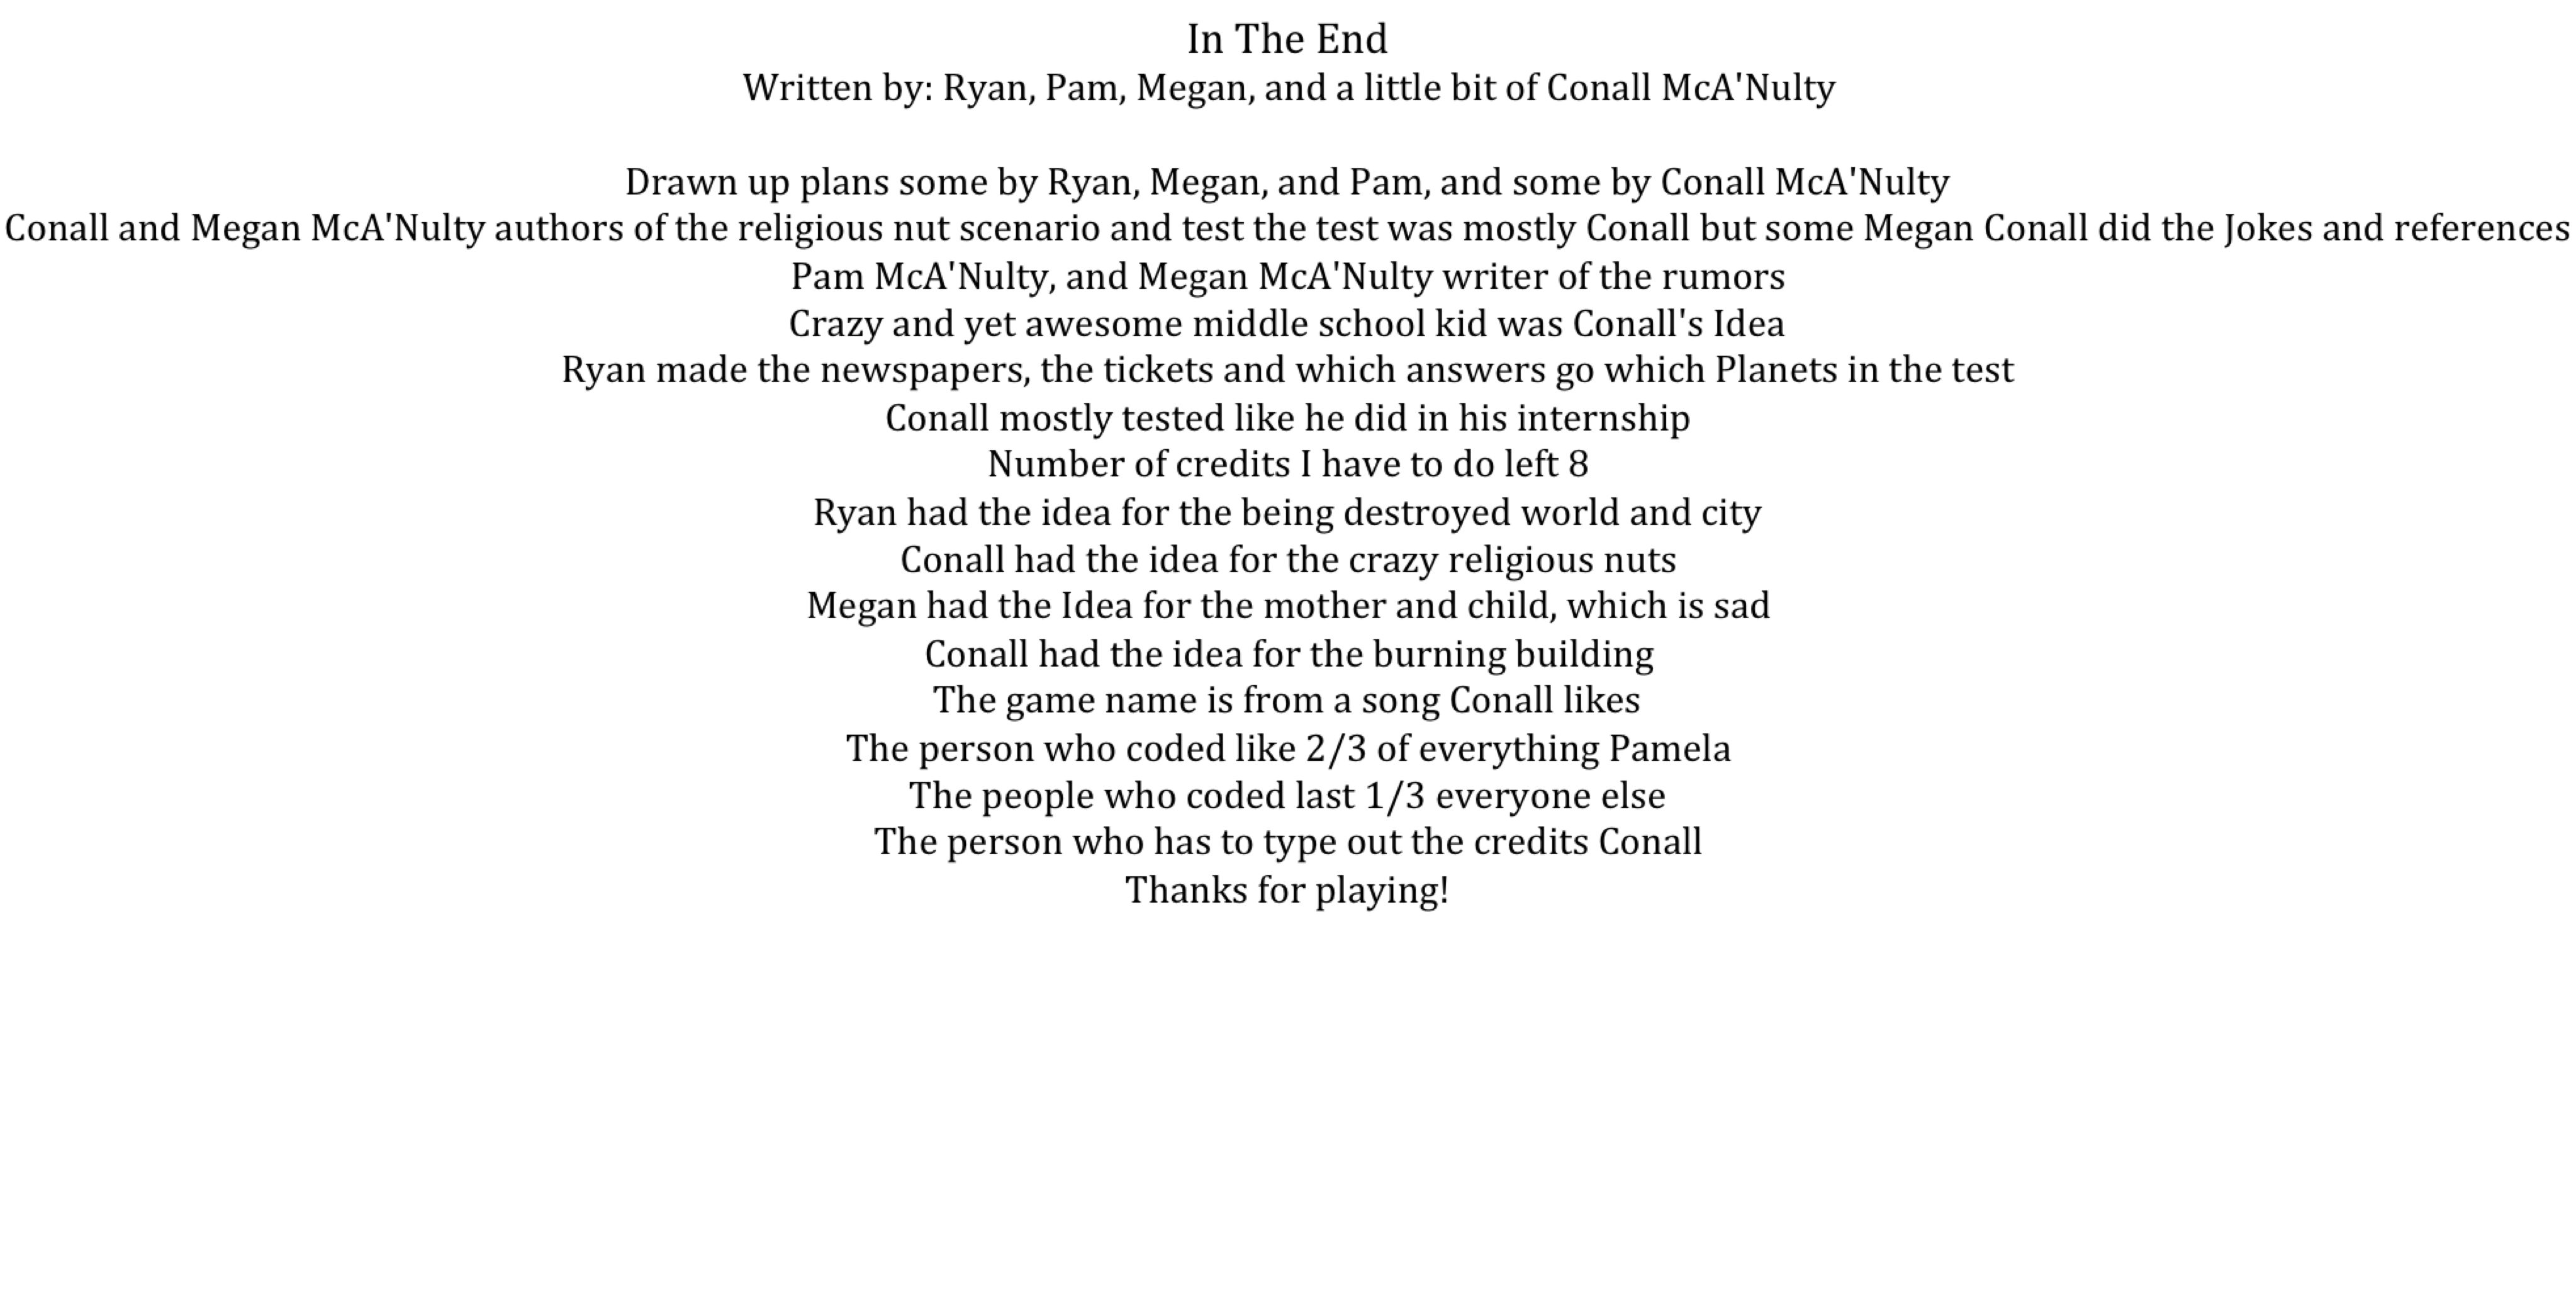 In The End
Written by: Ryan, Pam, Megan, and a little bit of Conall McA'Nulty
Drawn up plans some by Ryan, Megan, and Pam, and some by Conall McA'Nulty
Conall and Megan McA'Nulty authors of the religious nut scenario and test the test was mostly Conall but some Megan Conall did the Jokes and references
Pam McA'Nulty, and Megan McA'Nulty writer of the rumors
Crazy and yet awesome middle school kid was Conall's Idea
Ryan made the newspapers, the tickets and which answers go which Planets in the test
Conall mostly tested like he did in his internship
Number of credits I have to do left 8
Ryan had the idea for the being destroyed world and city
Conall had the idea for the crazy religious nuts
Megan had the Idea for the mother and child, which is sad
Conall had the idea for the burning building
The game name is from a song Conall likes
The person who coded like 2/3 of everything Pamela
The people who coded last 1/3 everyone else
The person who has to type out the credits Conall
Thanks for playing!